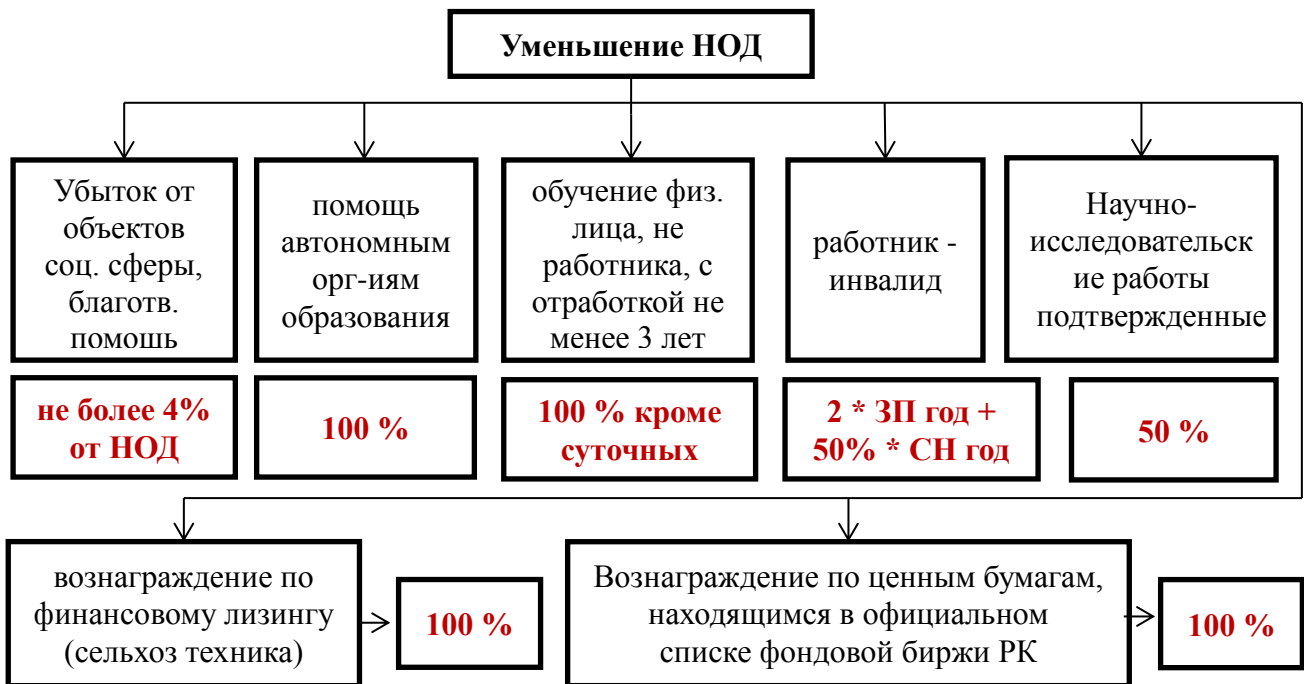 Уменьшение НОД
Убыток от
объектов
соц. сферы,
благотв.
помошь
помощь
автономным
орг-иям
образования
обучение физ.
лица, не
работника, с
отработкой не
менее 3 лет
работник -
инвалид
Научно-
исследовательск
ие работы
подтвержденные
не более 4%
от НОД
100 %
100 % кроме
суточных
2 * ЗП год +
50% * СН год
50 %
вознаграждение по
финансовому лизингу
(сельхоз техника)
100 %
Вознаграждение по ценным бумагам,
находящимся в официальном
списке фондовой биржи РК
100 %